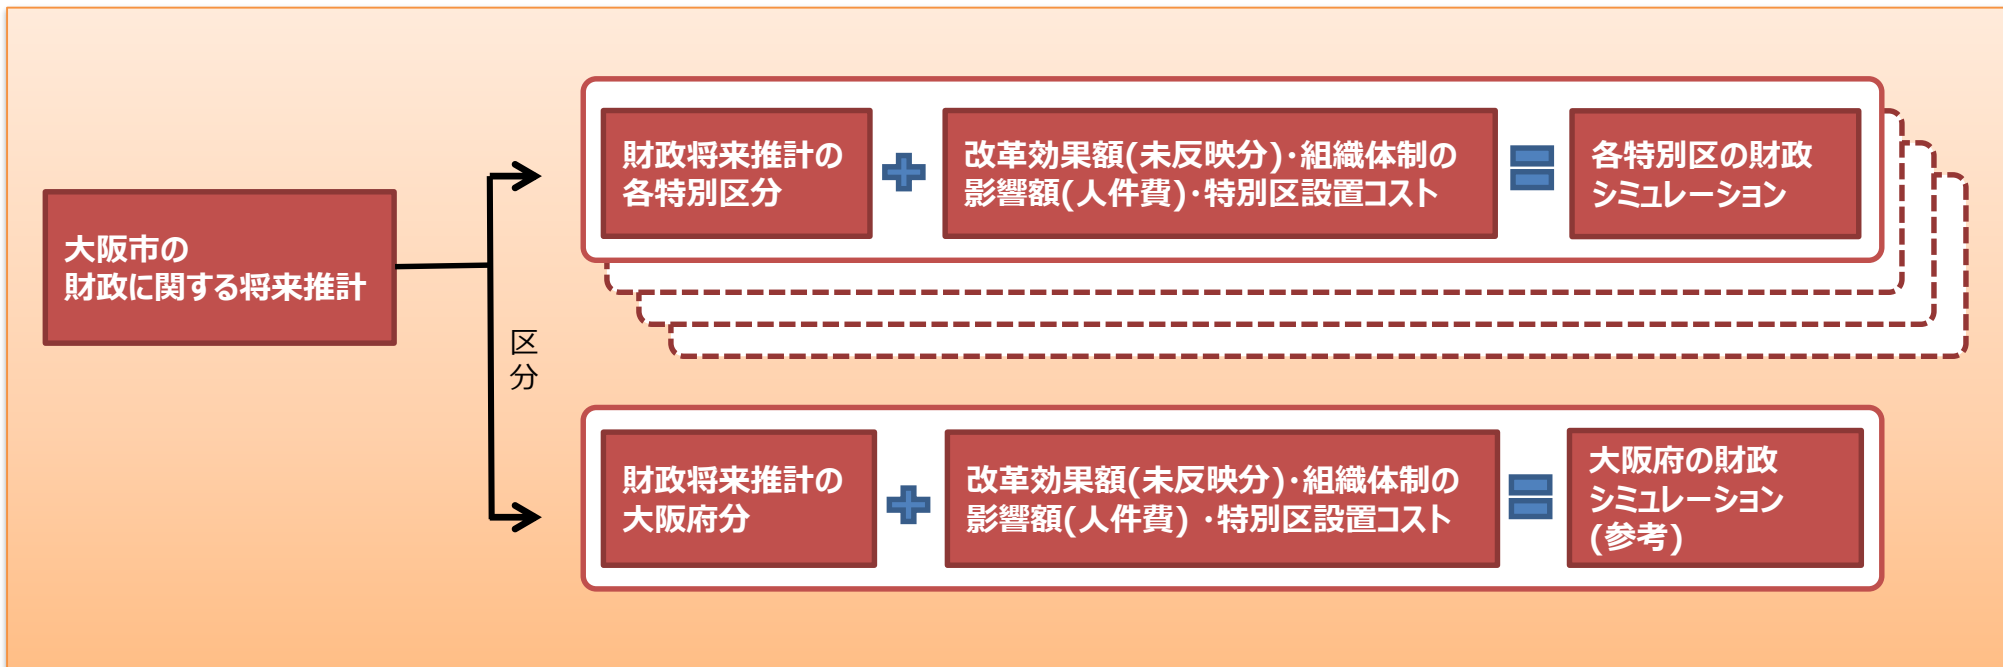 大阪市の
財政に関する将来推計
区
分
財政将来推計の
各特別区分
改革効果額(未反映分)・組織体制の
影響額(人件費)・特別区設置コスト
各特別区の財政
シミュレーション
財政将来推計の
大阪府分
改革効果額(未反映分)・組織体制の
影響額(人件費) ・特別区設置コスト
大阪府の財政
シミュレーション
(参考)